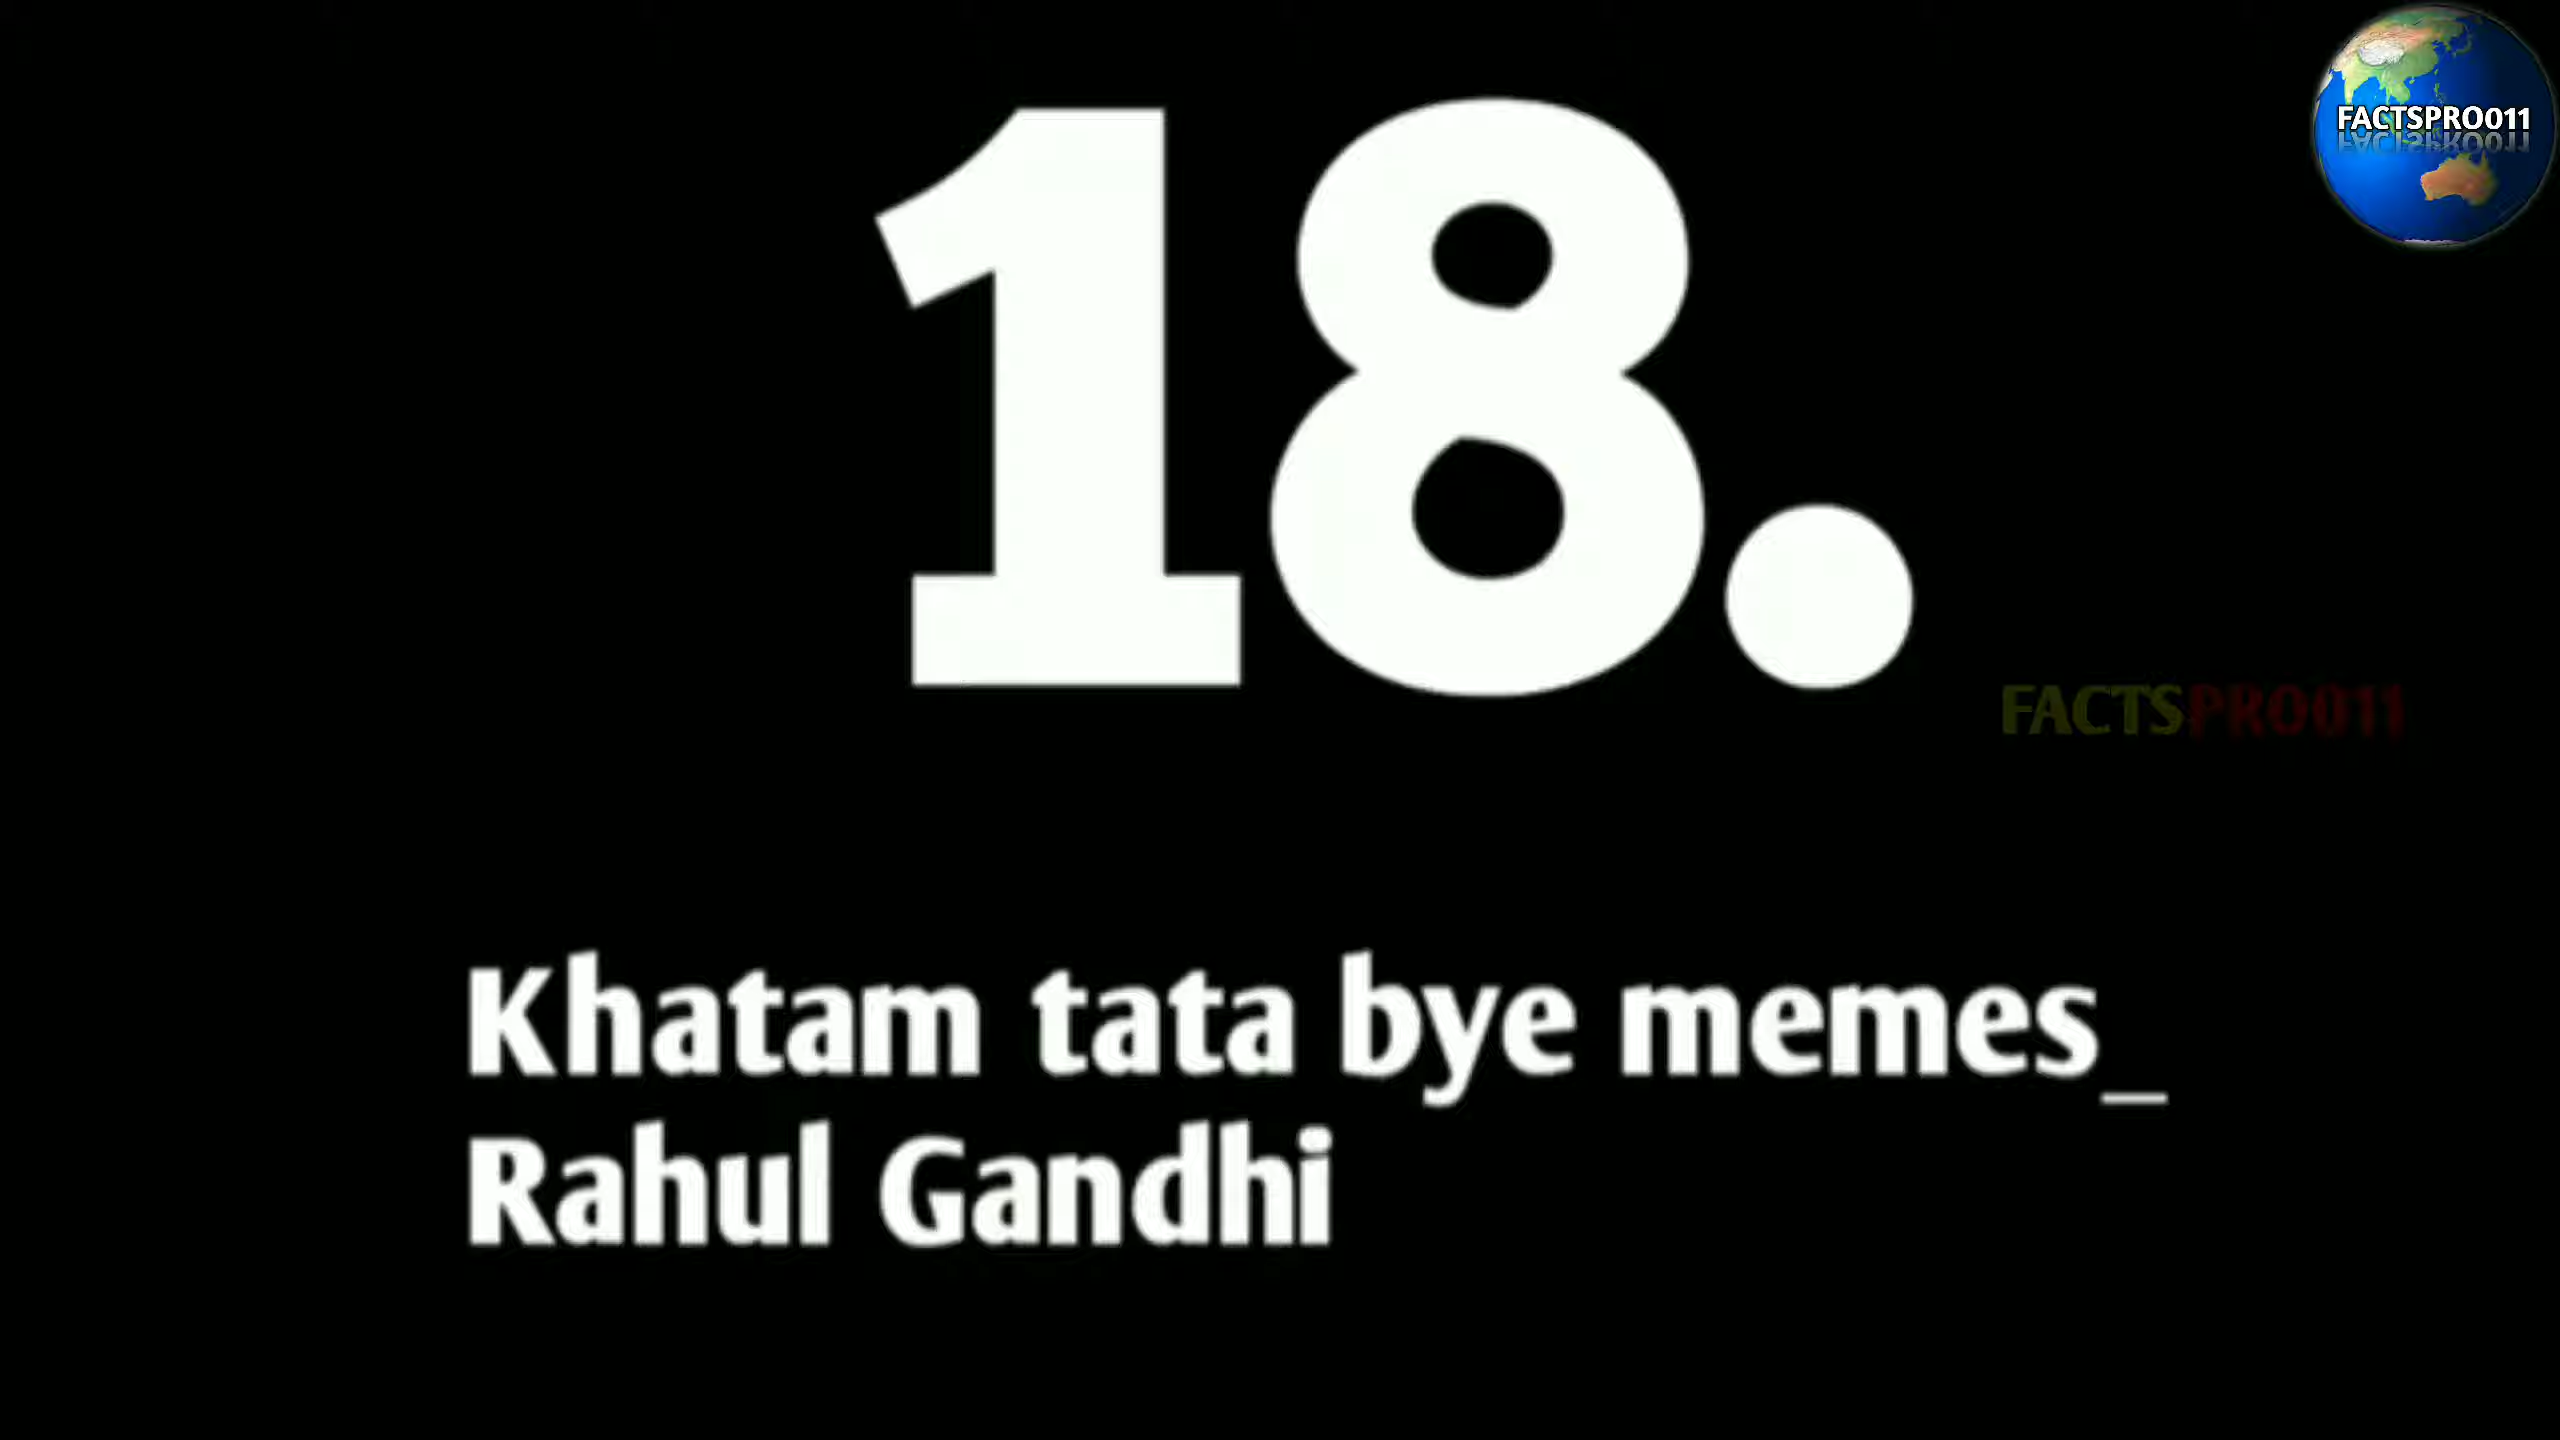 FACTSPRO011
18.
FACTSPRO011
Khatam tata bye memes_
Rahul Gandhi